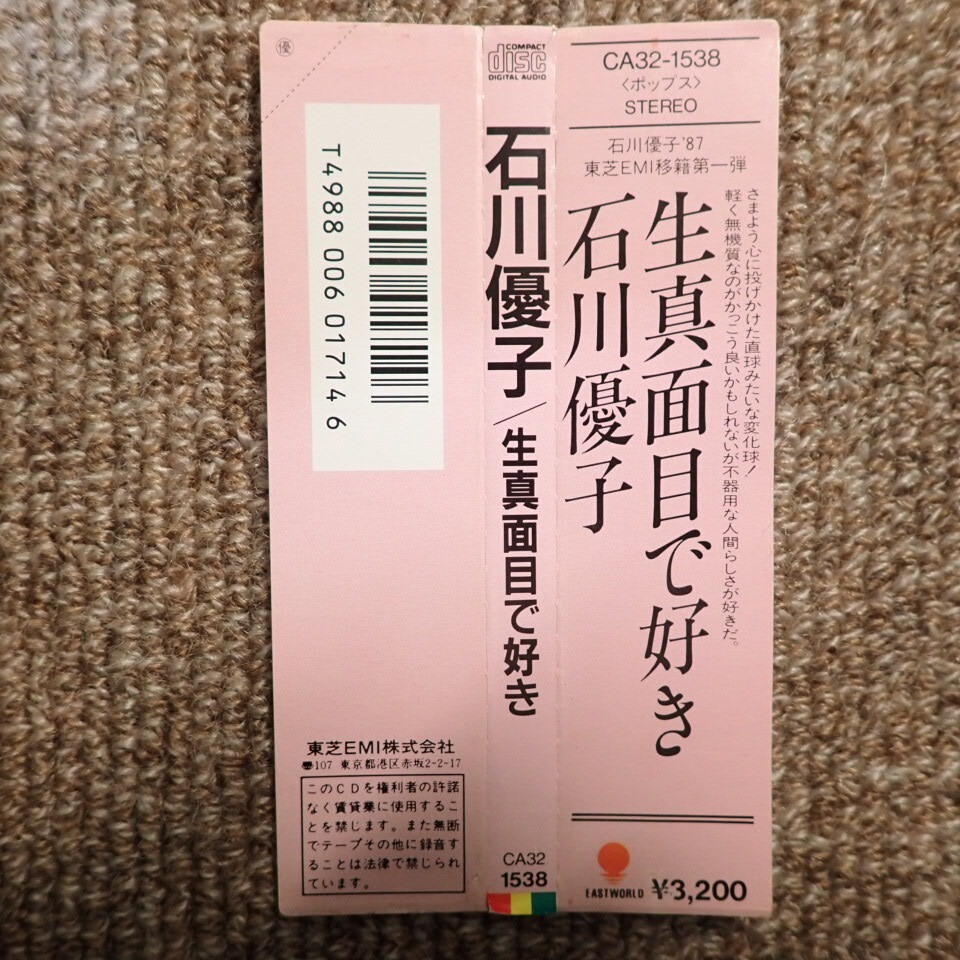 CA32-1538
〈ポップス〉
STEREO
石川優子'87
東芝EMI移籍第一弾
さまよう心に投げかけた直球みたいな変化球!
軽く無機質なのがかっこう良いかもしれないが不器用な人間らしさが好きだ。
生真面目で好き
石川優子
EASTWORLD ¥3,200
COMPACT
disc
DIGITAL AUDIO
石川優子/生真面目で好き
CA32
1538
優
T4988 006 01714 6
東芝EMI株式会社
〠107 東京都港区赤坂2-2-17
このCDを権利者の許諾
なく賃貸業に使用するこ
とを禁じます。また無断
でテープその他に録音す
ることは法律で禁じられ
ています。